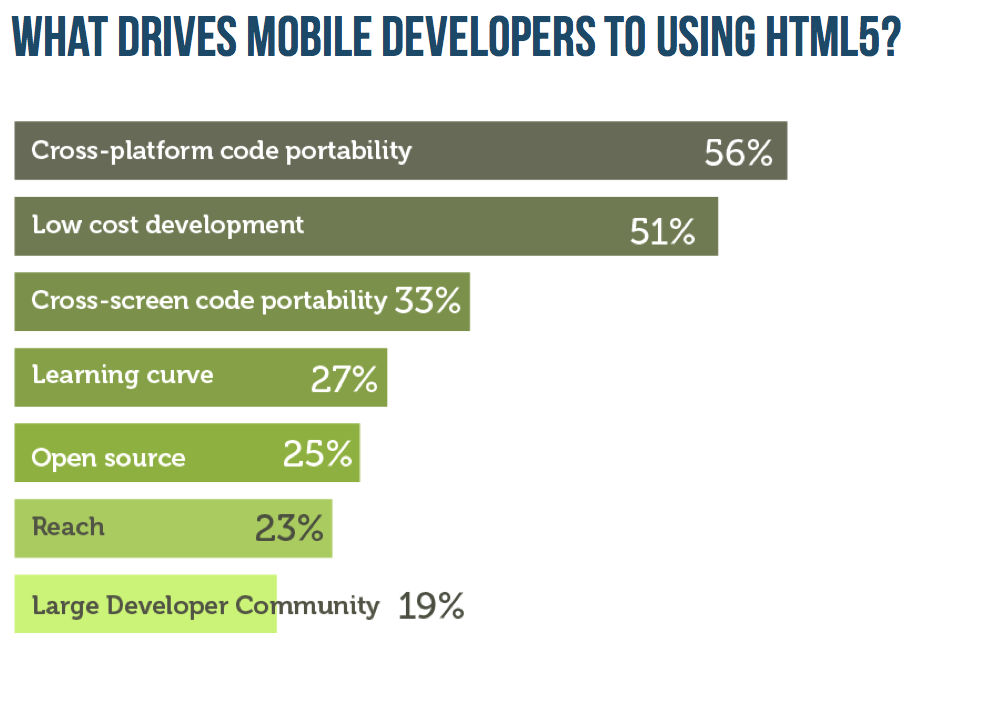 WHAT DRIVES MOBILE DEVELOPERS TO USING HTML5?
Cross-platform code portability 56%
Low cost development 51%
Cross-screen code portability 33%
Learning curve 27%
Open source 25%
Reach 23%
Large Developer Community 19%